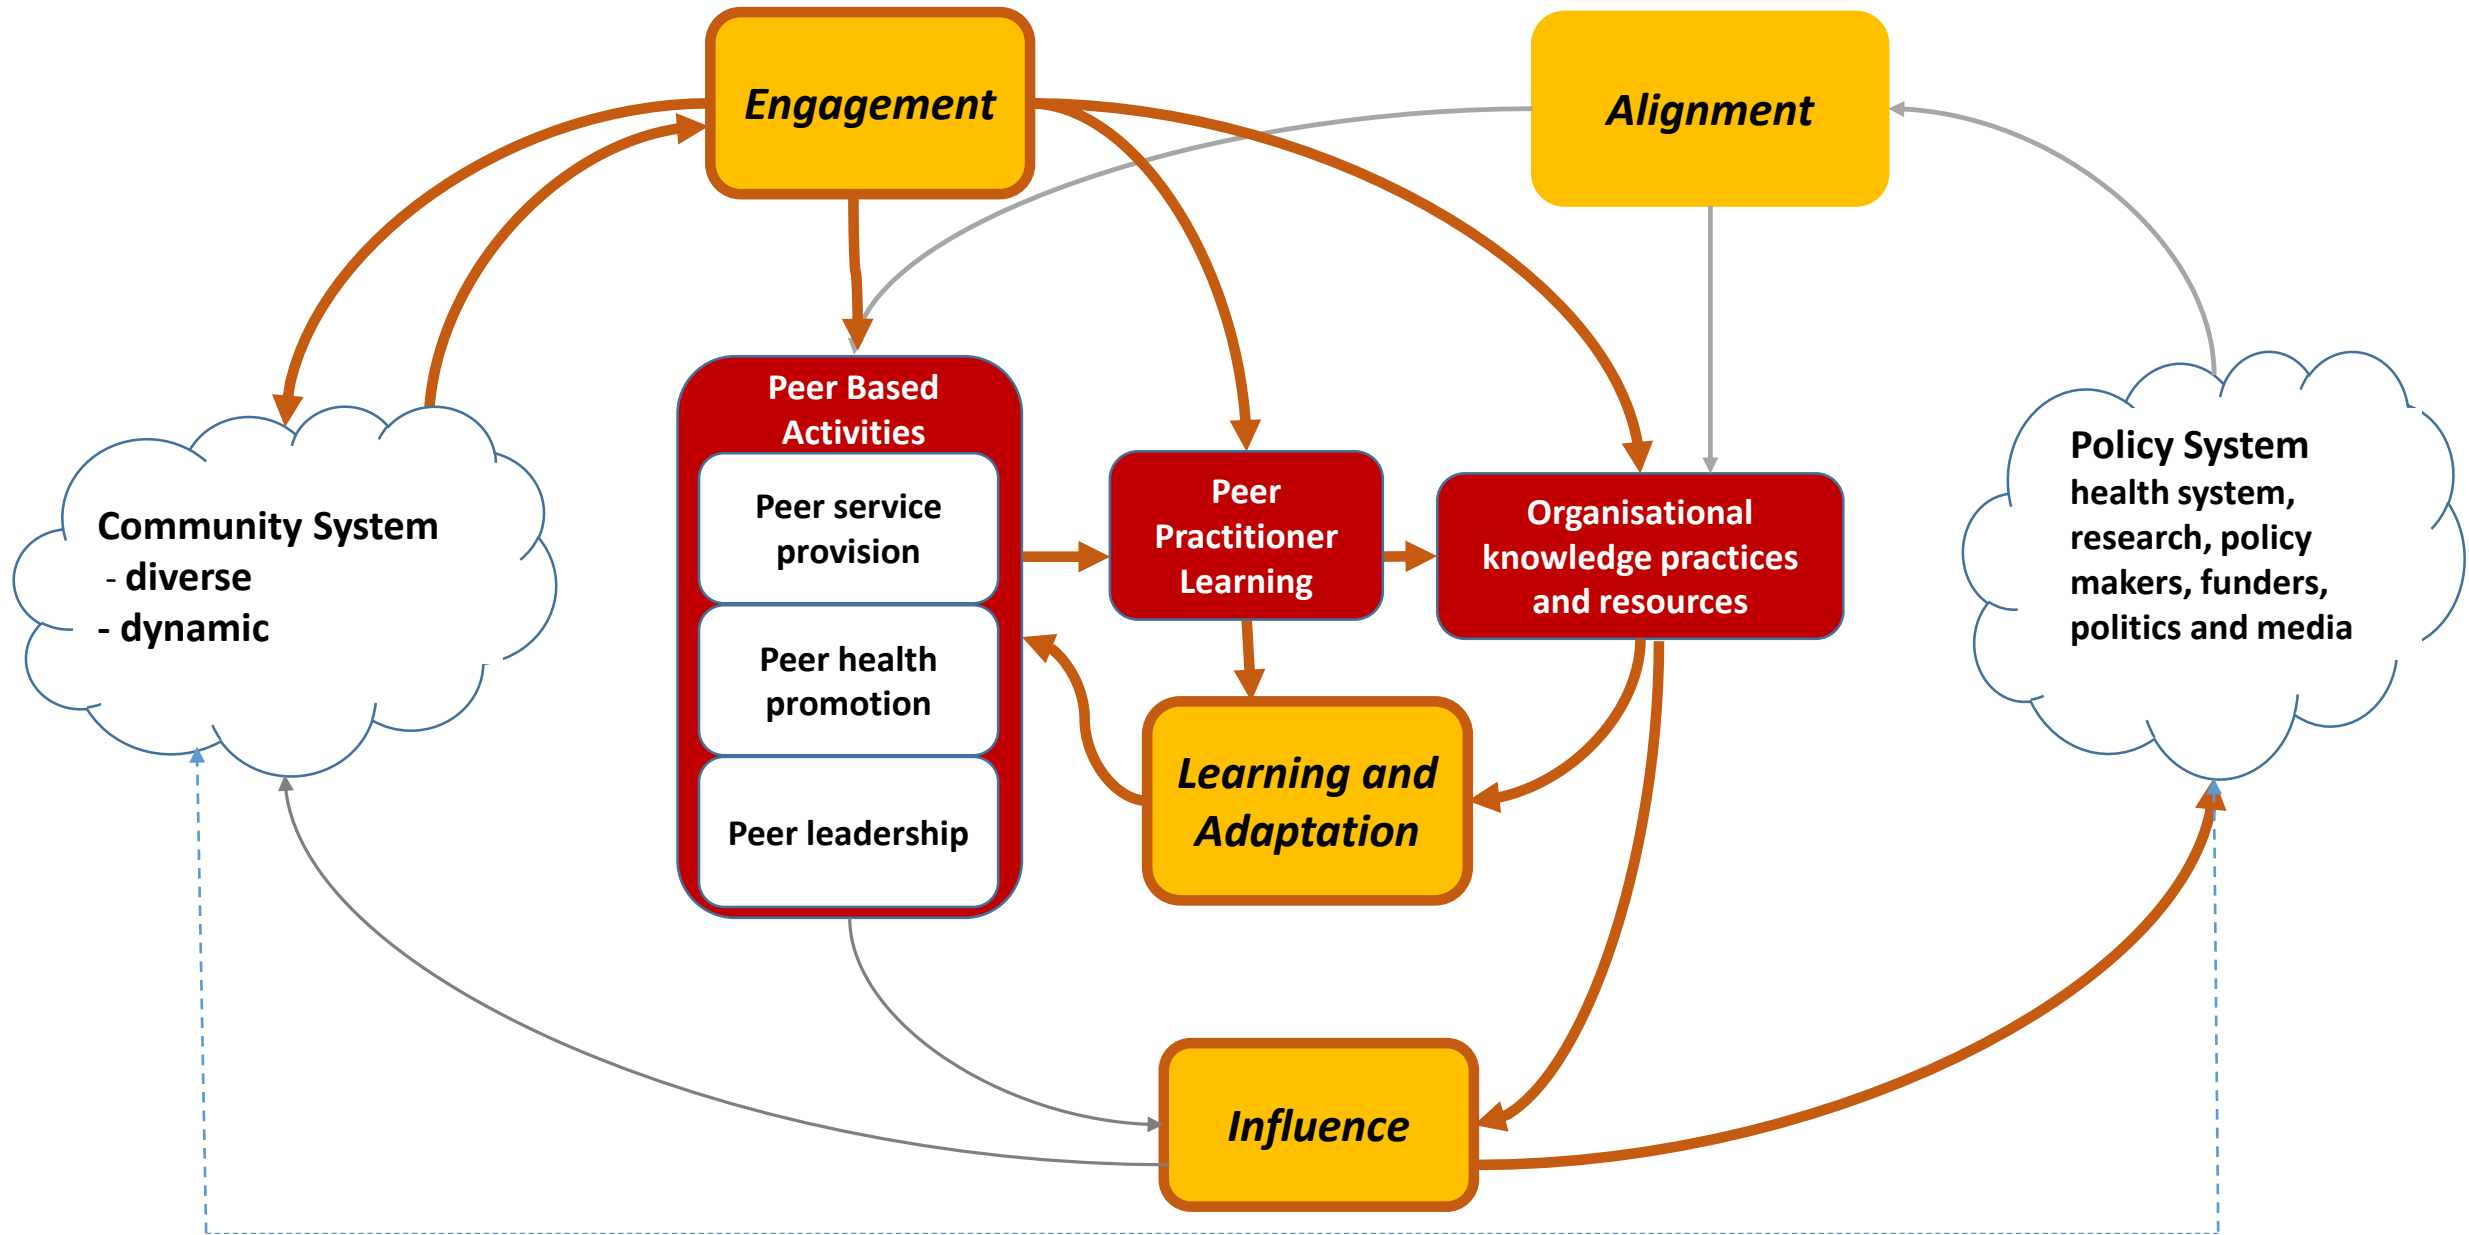 Engagement
Alignment
Peer Based
Activities
Peer service
provision
Peer health
promotion
Peer leadership
Peer
Practitioner
Learning
Organisational
knowledge practices
and resources
Community System
- diverse
- dynamic
Policy System
health system,
research, policy
makers, funders,
politics and media
Learning and
Adaptation
Influence